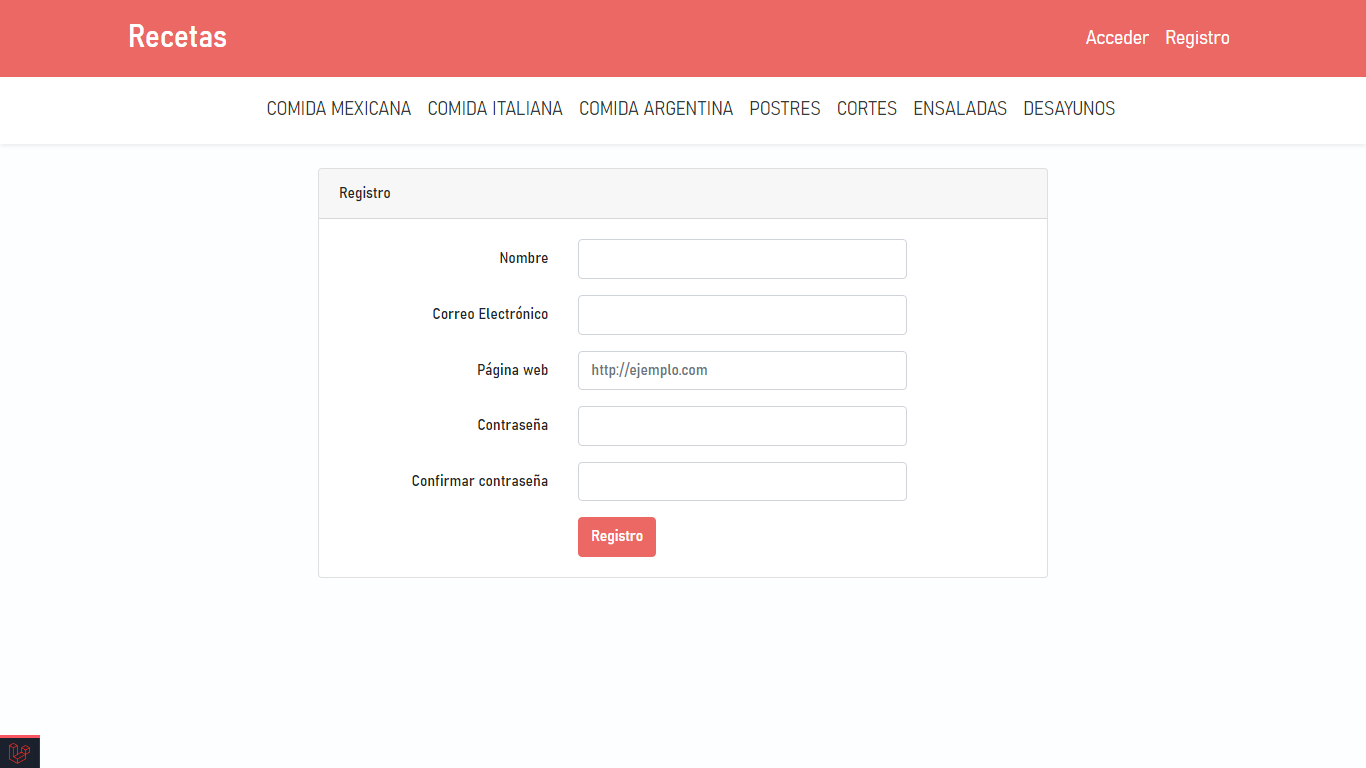 Recetas
Acceder Registro
COMIDA MEXICANA COMIDA ITALIANA COMIDA ARGENTINA POSTRES CORTES ENSALADAS DESAYUNOS
Registro
Nombre
Correo Electrónico
Página web http://ejemplo.com
Contraseña
Confirmar contraseña
Registro